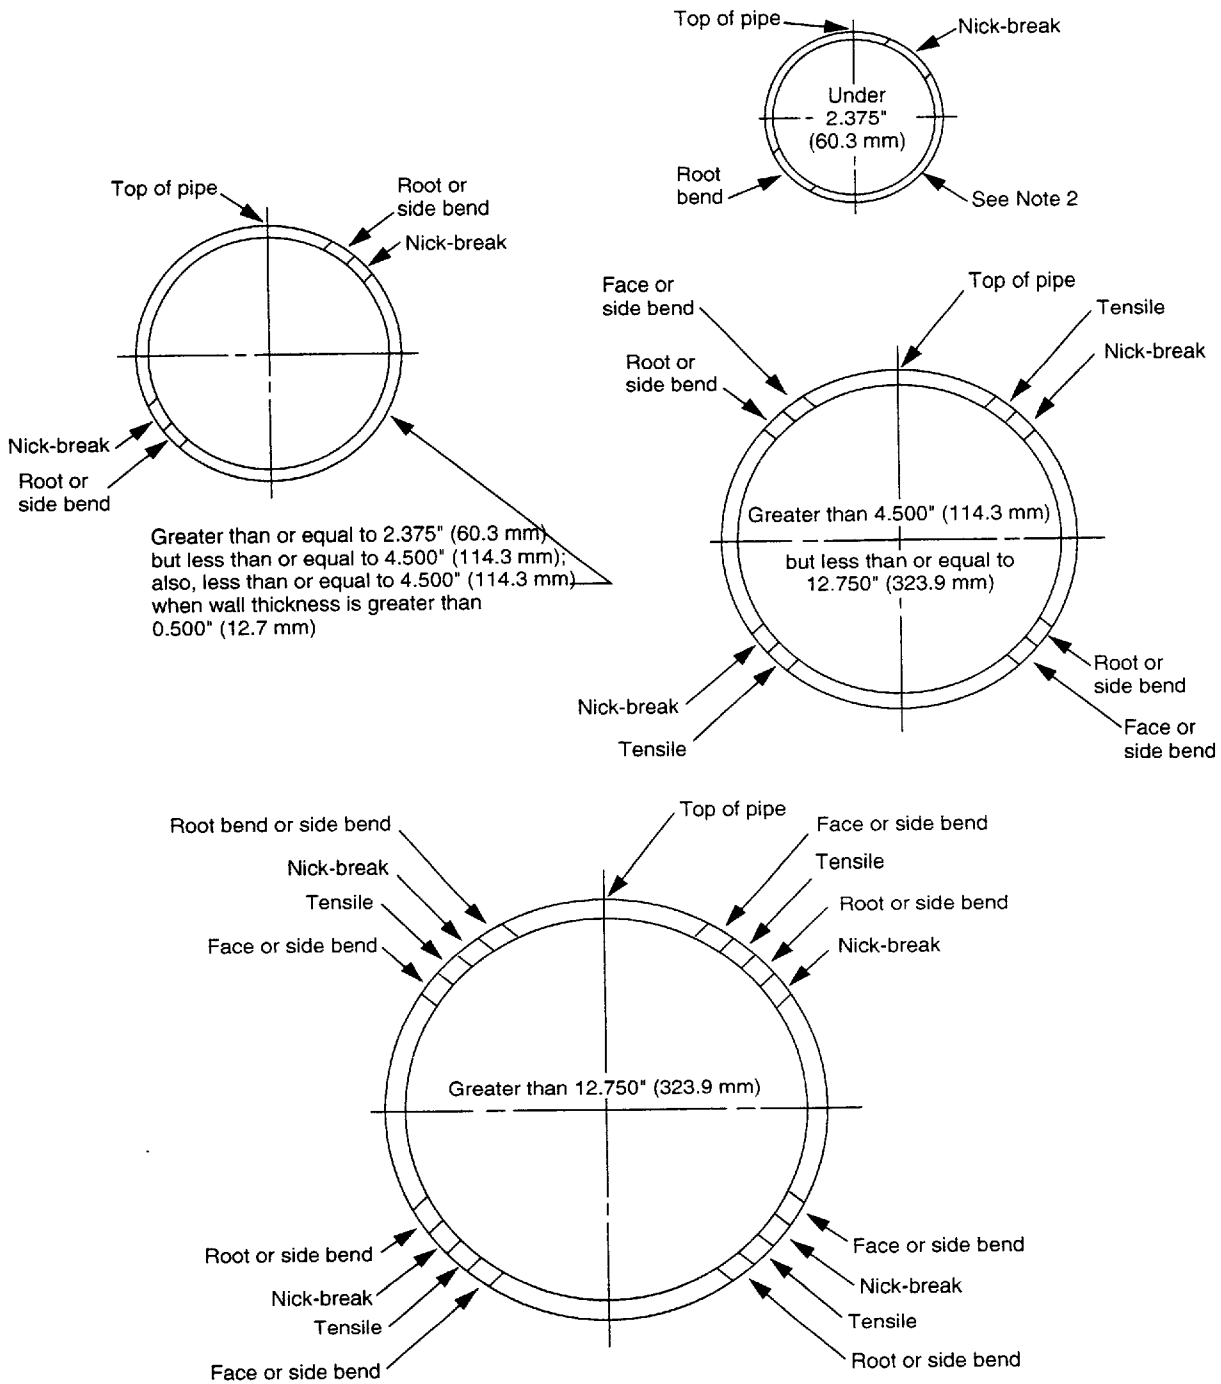 Top of pipe
Nick-break
Under
2.375"
(60.3 mm)
Root
bend
See Note 2
Top of pipe
Root or
side bend
Nick-break
Nick-break
Root or
side bend
Greater than or equal to 2.375" (60.3 mm)
but less than or equal to 4.500" (114.3 mm);
also, less than or equal to 4.500" (114.3 mm)
when wall thickness is greater than
0.500" (12.7 mm)
Face or
side bend
Root or
side bend
Top of pipe
Tensile
Nick-break
Greater than 4.500" (114.3 mm)
but less than or equal to
12.750" (323.9 mm)
Nick-break
Tensile
Root or
side bend
Face or
side bend
Root bend or side bend
Nick-break
Tensile
Face or side bend
Top of pipe
Face or side bend
Tensile
Root or side bend
Nick-break
Greater than 12.750" (323.9 mm)
Root or side bend
Nick-break
Tensile
Face or side bend
Face or side bend
Nick-break
Tensile
Root or side bend